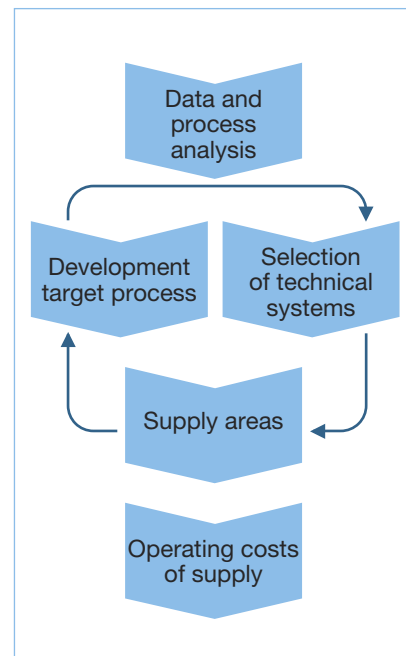 Data and
process
analysis
Development
target process
Selection
of technical
systems
Supply areas
Operating costs
of supply